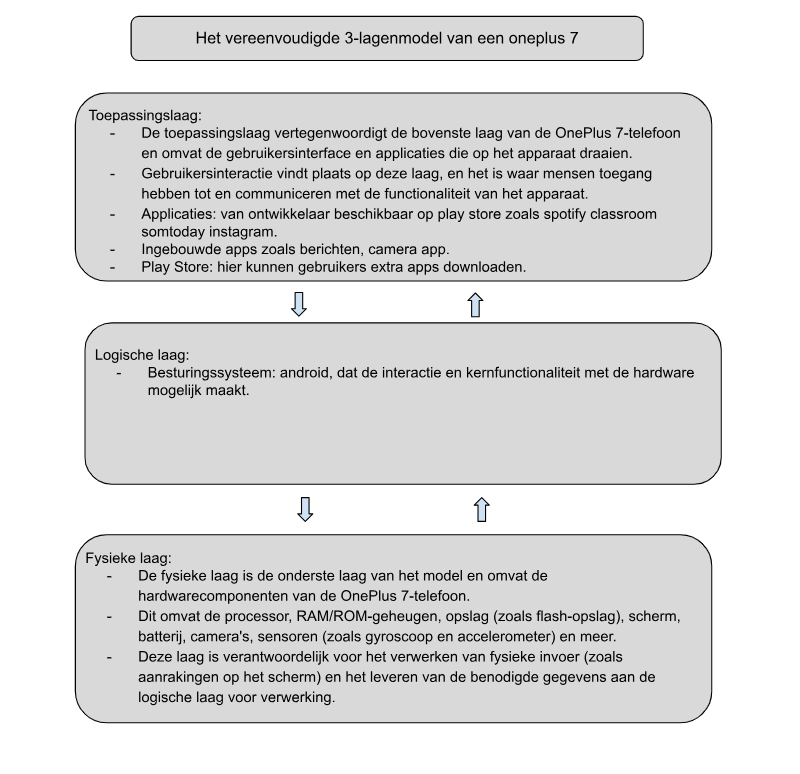 Het vereenvoudigde 3-lagenmodel van een oneplus 7
Toepassingslaag:
- De toepassingslaag vertegenwoordigt de bovenste laag van de OnePlus 7-telefoon
en omvat de gebruikersinterface en applicaties die op het apparaat draaien.
- Gebruikersinteractie vindt plaats op deze laag, en het is waar mensen toegang
hebben tot en communiceren met de functionaliteit van het apparaat.
- Applicaties: van ontwikkelaar beschikbaar op play store zoals spotify classroom
somtoday instagram.
- Ingebouwde apps zoals berichten, camera app.
- Play Store: hier kunnen gebruikers extra apps downloaden.
Logische laag:
- Besturingssysteem: android, dat de interactie en kernfunctionaliteit met de hardware
mogelijk maakt.
Fysieke laag:
- De fysieke laag is de onderste laag van het model en omvat de
hardwarecomponenten van de OnePlus 7-telefoon.
- Dit omvat de processor, RAM/ROM-geheugen, opslag (zoals flash-opslag), scherm,
batterij, camera's, sensoren (zoals gyroscoop en accelerometer) en meer.
- Deze laag is verantwoordelijk voor het verwerken van fysieke invoer (zoals
aanrakingen op het scherm) en het leveren van de benodigde gegevens aan de
logische laag voor verwerking.